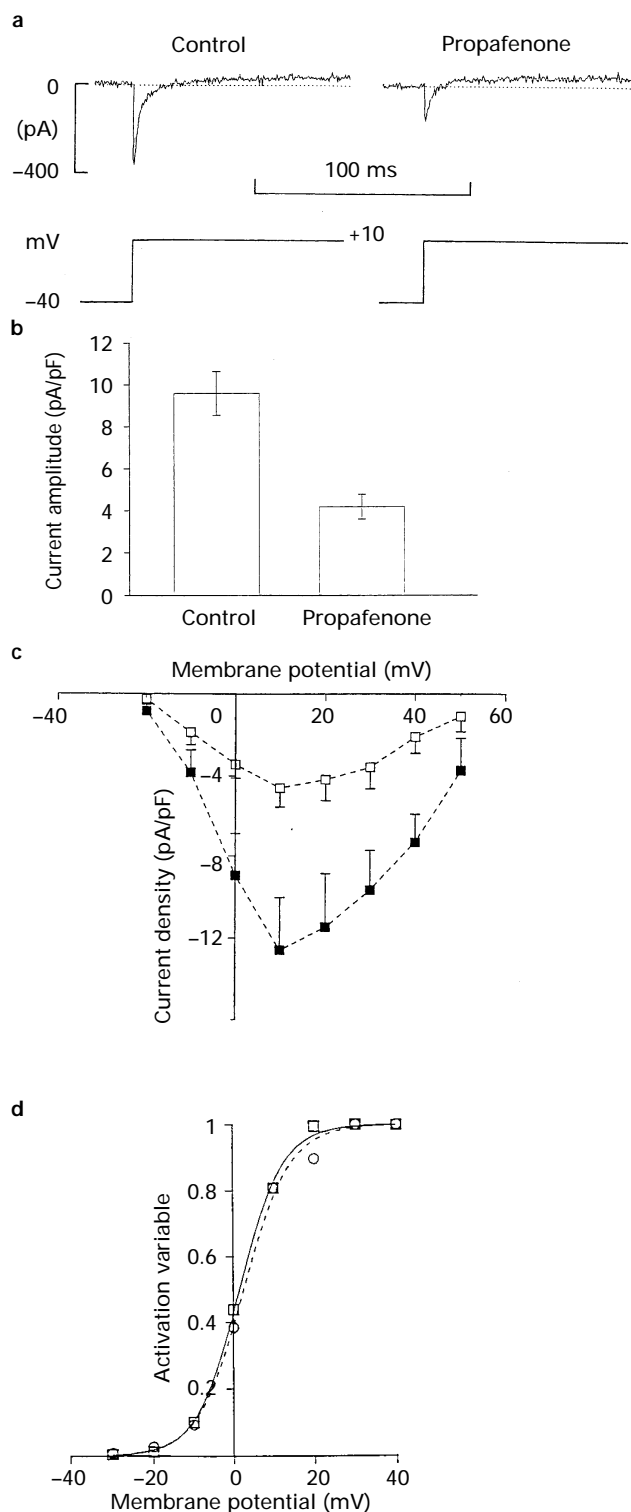 a
Control Propafenone
0
(pA)
−400
100 ms
mV +10
−40
b
12
10
8
6
4
2
0
Current amplitude (pA/pF)
Control Propafenone
c
Membrane potential (mV)
−40 0 20 40 60
−4
−8
−12
Current density (pA/pF)
d
1
0.8
0.6
0.4
0.2
Activation variable
−40 −20 0 20 40
Membrane potential (mV)